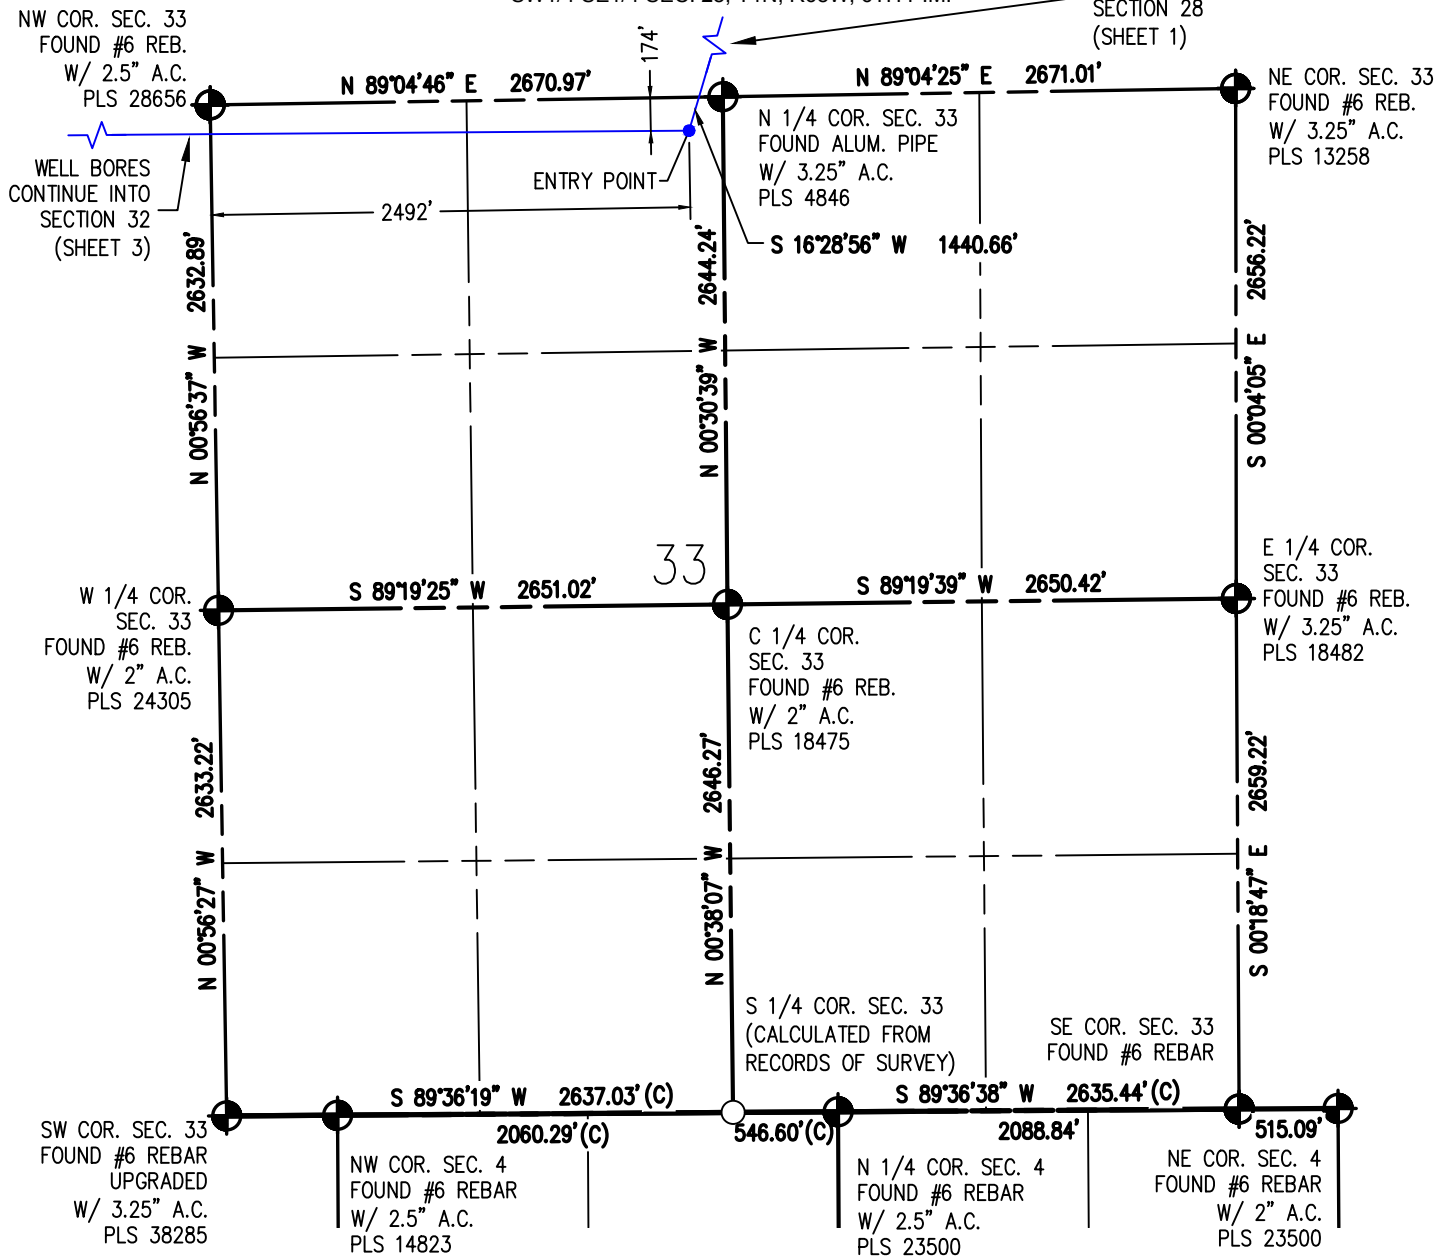 SECTION 28
(SHEET 1)
NW COR. SEC. 33
FOUND #6 REB.
W/ 2.5" A.C.
PLS 28656
174'
N 89°04'46" E 2670.97'
N 89°04'25" E 2671.01'
NE COR. SEC. 33
FOUND #6 REB.
W/ 3.25" A.C.
PLS 13258
N 1/4 COR. SEC. 33
FOUND ALUM. PIPE
W/ 3.25" A.C.
PLS 4846
WELL BORES
CONTINUE INTO
SECTION 32
(SHEET 3)
ENTRY POINT
2492'
S 16°28'56" W 1440.66'
N 00°56'37" W 2632.89'
N 00°30'39" W 2644.24'
S 00°04'05" E 2656.22'
33
S 89°19'25" W 2651.02'
S 89°19'39" W 2650.42'
W 1/4 COR.
SEC. 33
FOUND #6 REB.
W/ 2" A.C.
PLS 24305
C 1/4 COR.
SEC. 33
FOUND #6 REB.
W/ 2" A.C.
PLS 18475
E 1/4 COR.
SEC. 33
FOUND #6 REB.
W/ 3.25" A.C.
PLS 18482
N 00°56'27" W 2633.22'
N 00°38'07" W 2646.27'
S 00°18'47" E 2659.22'
S 1/4 COR. SEC. 33
(CALCULATED FROM
RECORDS OF SURVEY)
SE COR. SEC. 33
FOUND #6 REBAR
S 89°36'19" W 2637.03'(C)
S 89°36'38" W 2635.44'(C)
2060.29'(C)
546.60'(C)
2088.84'
515.09'
SW COR. SEC. 33
FOUND #6 REBAR
UPGRADED
W/ 3.25" A.C.
PLS 38285
NW COR. SEC. 4
FOUND #6 REBAR
W/ 2.5" A.C.
PLS 14823
N 1/4 COR. SEC. 4
FOUND #6 REBAR
W/ 2.5" A.C.
PLS 23500
NE COR. SEC. 4
FOUND #6 REBAR
W/ 2" A.C.
PLS 23500